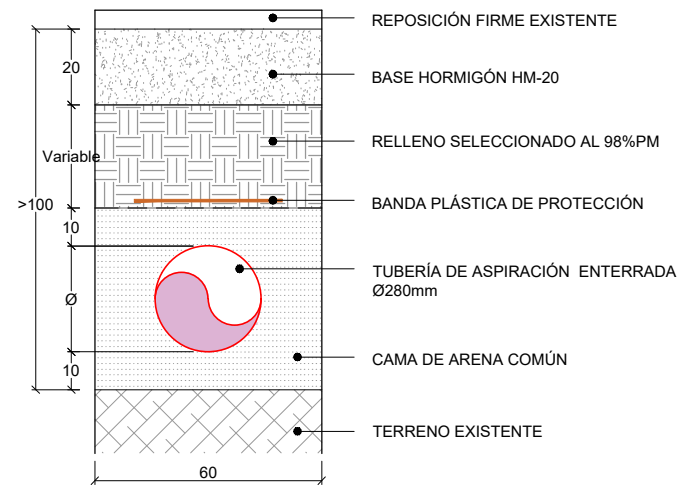 REPOSICIÓN FIRME EXISTENTE
20
BASE HORMIGÓN HM-20
RELLENO SELECCIONADO AL 98%PM
Variable
>100
BANDA PLÁSTICA DE PROTECCIÓN
10
TUBERÍA DE ASPIRACIÓN ENTERRADA
Ø280mm
Ø
CAMA DE ARENA COMÚN
10
TERRENO EXISTENTE
60